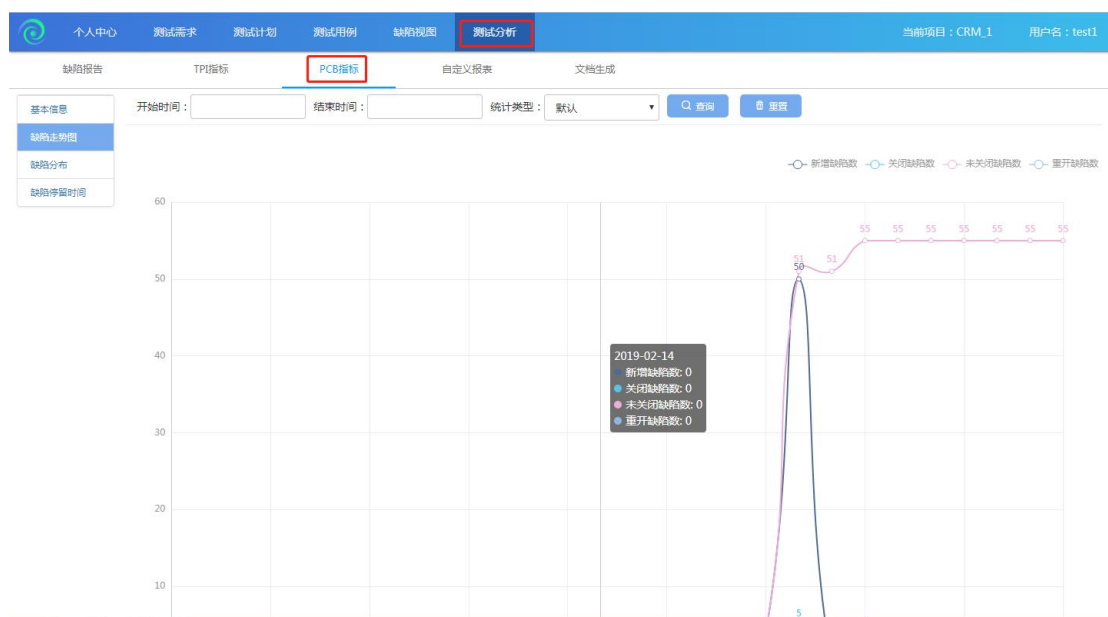 个人中心 测试需求 测试计划 测试用例 缺陷视图 测试分析 当前项目：CRM_1 用户名：test1
缺陷报告 TPI指标 PCB指标 自定义报表 文档生成
基本信息 开始时间： 结束时间： 统计类型： 默认 查询 重置
缺陷走势图
缺陷分布 新增缺陷数 关闭缺陷数 未关闭缺陷数 重开缺陷数
缺陷停留时间
60
55 55 55 55 55 55 55
51 51
50
50
40
2019-02-14
新增缺陷数: 0
关闭缺陷数: 0
未关闭缺陷数: 0
重开缺陷数: 0
30
20
10
5